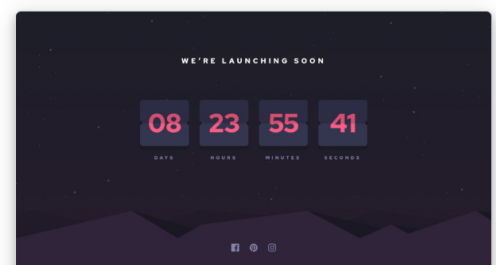 WE'RE LAUNCHING SOON
08 23 55 41
DAYS HOURS MINUTES SECONDS